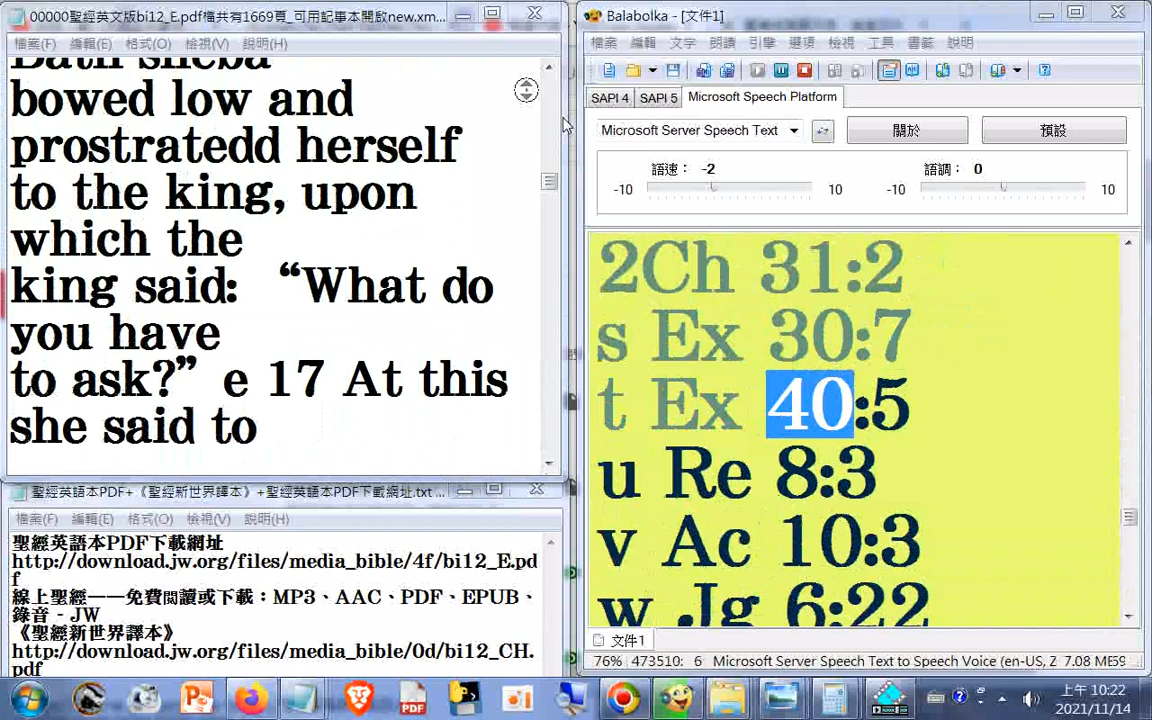 00000聖經英文版bi12_E.pdf檔共有1669頁_可用記事本開啟new.xm...
檔案(F) 編輯(E) 格式(O) 檢視(V) 說明(H)
Bath sheba
bowed low and
prostratedd herself
to the king, upon
which the
king said: “What do
you have
to ask?” e 17 At this
she said to
聖經英語本PDF+《聖經新世界譯本》+聖經英語本PDF下載網址.txt ...
檔案(F) 編輯(E) 格式(O) 檢視(V) 說明(H)
聖經英語本PDF下載網址
http://download.jw.org/files/media_bible/4f/bi12_E.pd
f
線上聖經——免費閱讀或下載：MP3、AAC、PDF、EPUB、
錄音 - JW
《聖經新世界譯本》
http://download.jw.org/files/media_bible/0d/bi12_CH.
pdf
Balabolka - [文件1]
檔案 編輯 文字 朗讀 引擎 選項 檢視 工具 書籤 說明
SAPI 4 SAPI 5 Microsoft Speech Platform
Microsoft Server Speech Text 關於 預設
語速： -2 語調： 0
-10 10 -10 10
2Ch 31:2
s Ex 30:7
t Ex 40:5
u Re 8:3
v Ac 10:3
w Jg 6:22
文件1
76% 473510: 6 Microsoft Server Speech Text to Speech Voice (en-US, Z 7.08 ME59
PDF
上午 10:22
2021/11/14